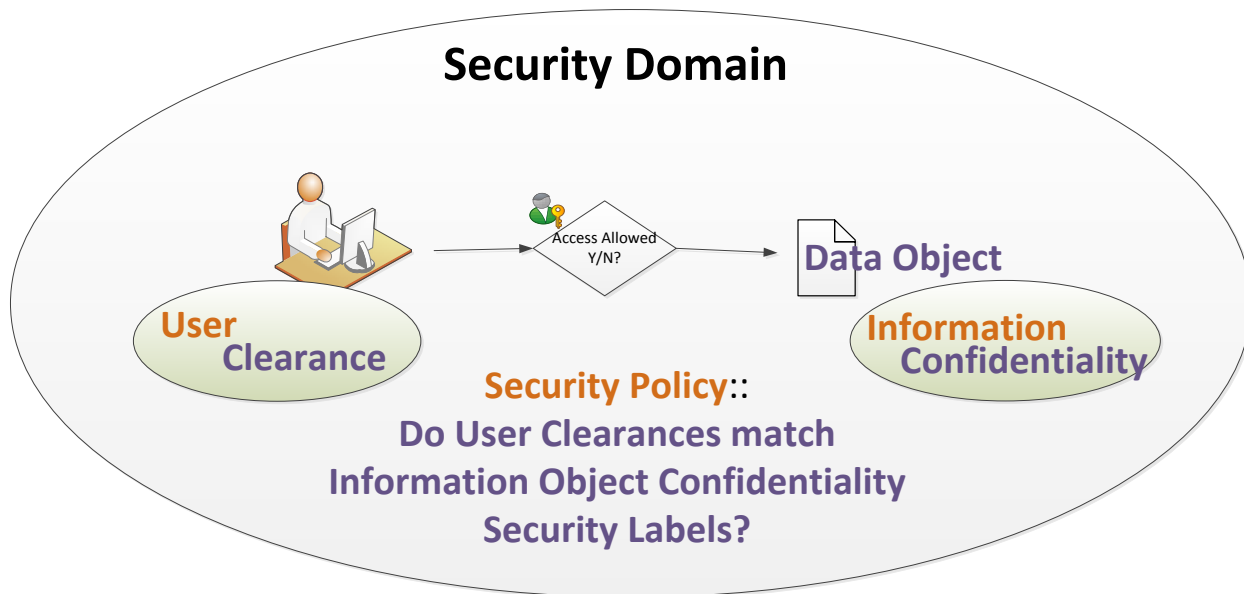 Security Domain
Access Allowed
Y/N?
Data Object
User
Clearance
Information
Confidentiality
Security Policy::
Do User Clearances match
Information Object Confidentiality
Security Labels?